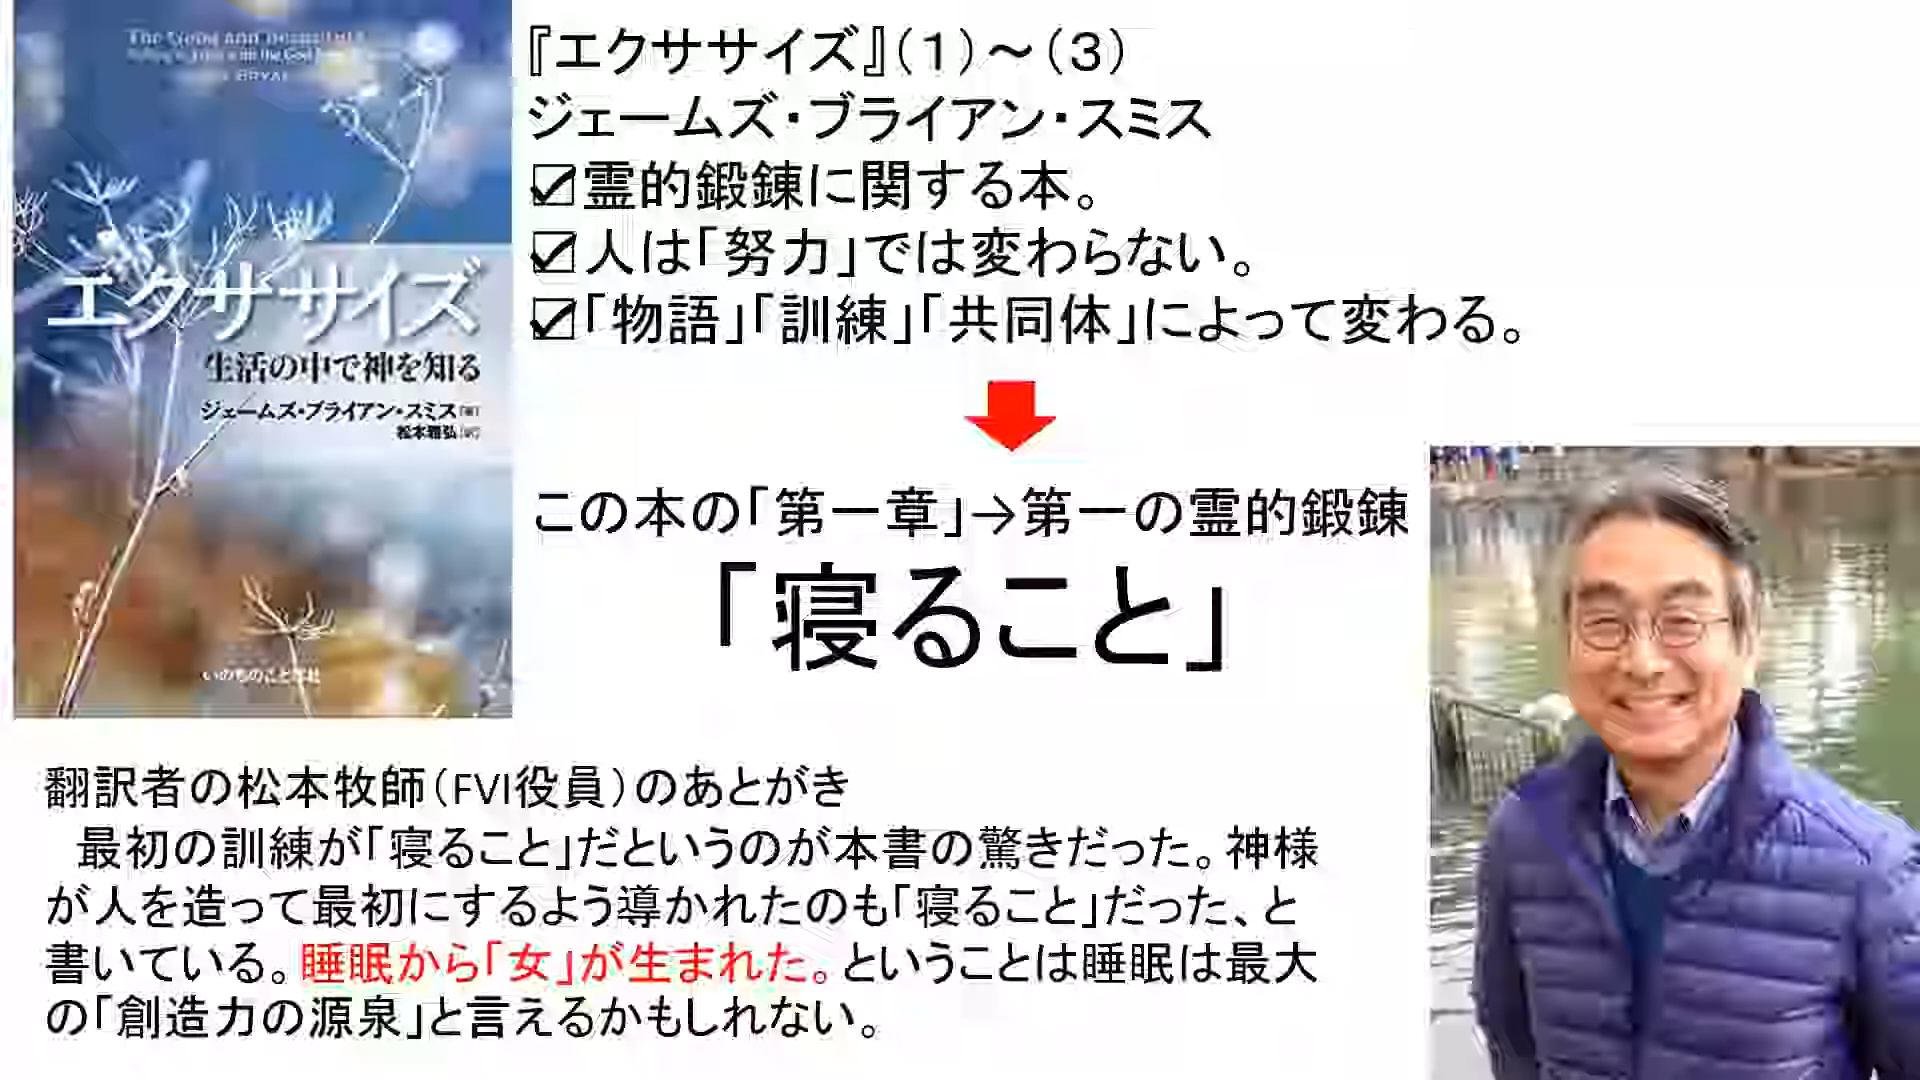 The Good and Beautiful
『エクササイズ』（１）～（３）
ジェームズ・ブライアン・スミス
☑霊的鍛錬に関する本。
☑人は「努力」では変わらない。
☑「物語」「訓練」「共同体」によって変わる。
エクササイズ
生活の中で神を知る
ジェームズ・ブライアン・スミス
松本雅弘
いのちのことば社
この本の「第一章」→第一の霊的鍛錬
「寝ること」
翻訳者の松本牧師（FVI役員）のあとがき
最初の訓練が「寝ること」だというのが本書の驚きだった。神様
が人を造って最初にするよう導かれたのも「寝ること」だった、と
書いている。睡眠から「女」が生まれた。ということは睡眠は最大
の「創造力の源泉」と言えるかもしれない。